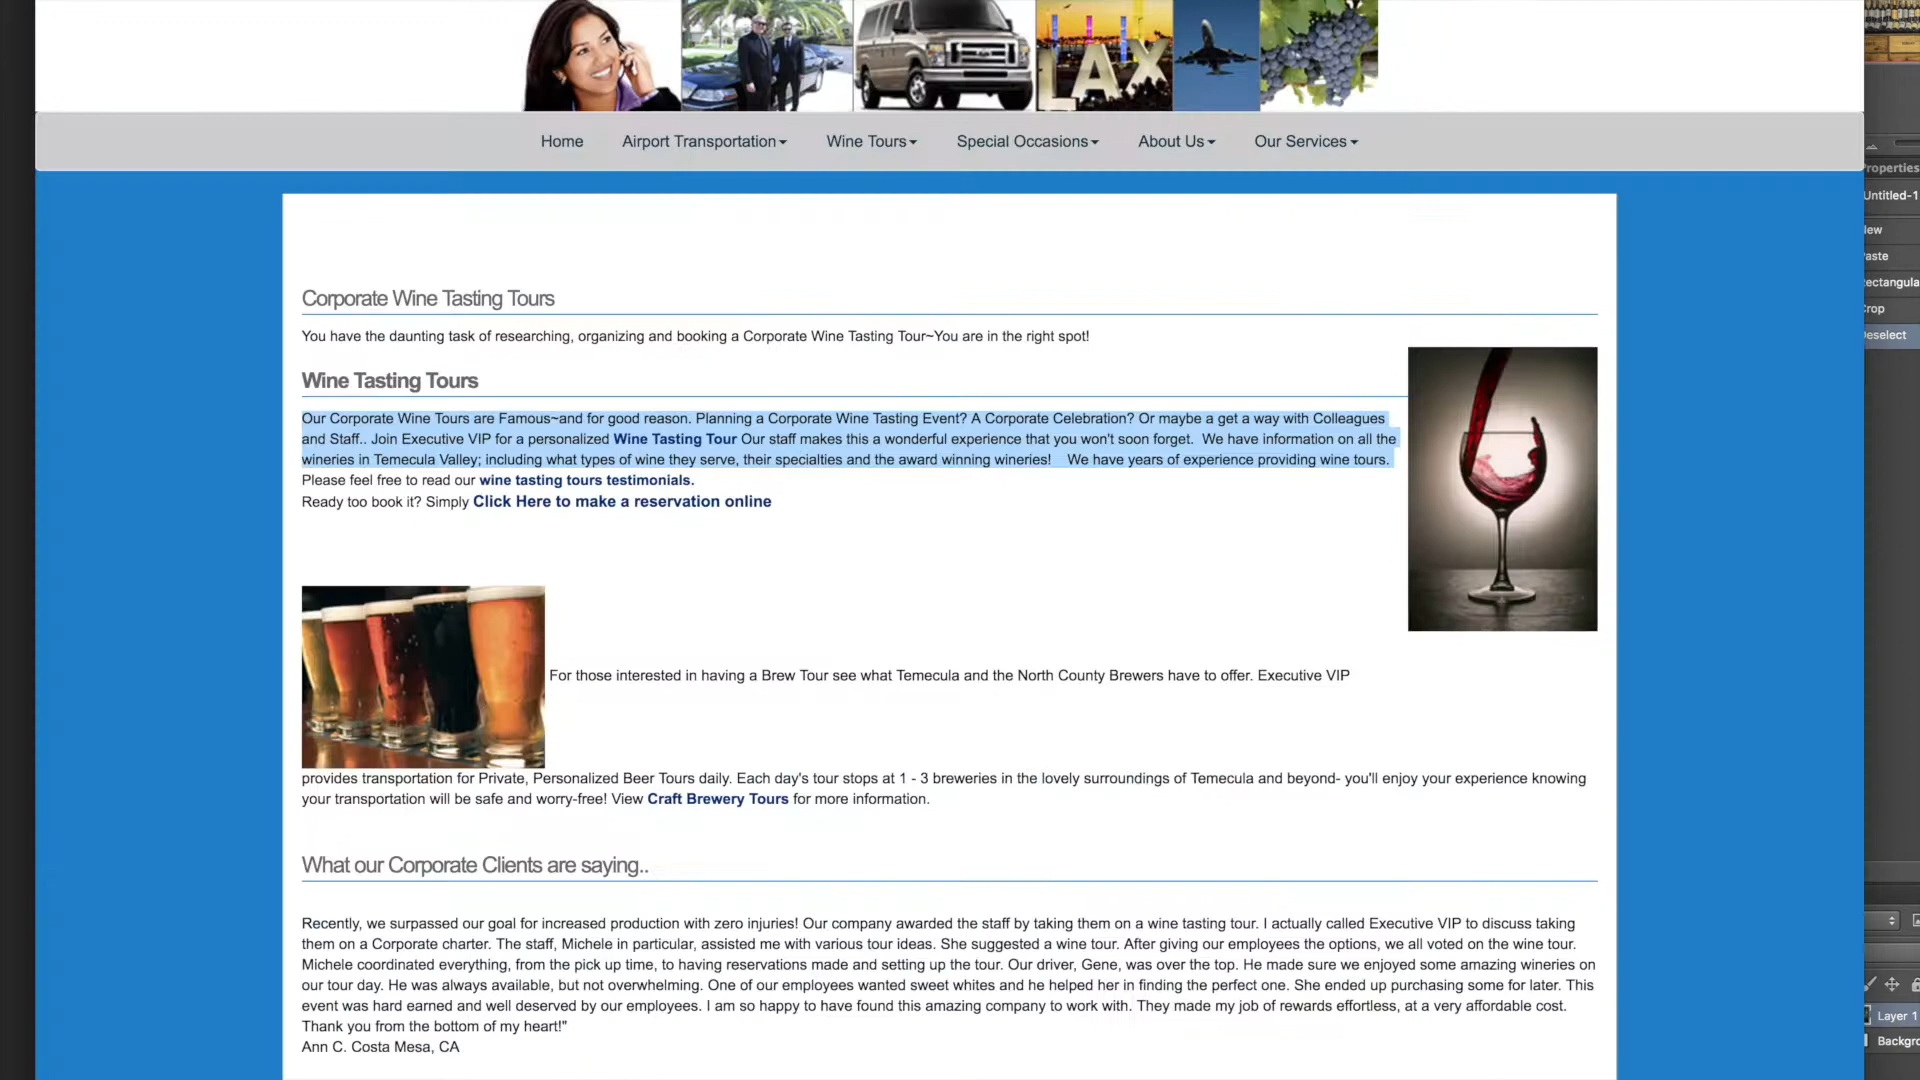 LAX
Home Airport Transportation Wine Tours Special Occasions About Us Our Services
Properties
Untitled-1
Deselect
Layer 1
Corporate Wine Tasting Tours
You have the daunting task of researching, organizing and booking a Corporate Wine Tasting Tour~You are in the right spot!
Wine Tasting Tours
Our Corporate Wine Tours are Famous~and for good reason. Planning a Corporate Wine Tasting Event? A Corporate Celebration? Or maybe a get a way with Colleagues
and Staff.. Join Executive VIP for a personalized Wine Tasting Tour Our staff makes this a wonderful experience that you won't soon forget. We have information on all the
wineries in Temecula Valley; including what types of wine they serve, their specialties and the award winning wineries! We have years of experience providing wine tours.
Please feel free to read our wine tasting tours testimonials.
Ready too book it? Simply Click Here to make a reservation online
For those interested in having a Brew Tour see what Temecula and the North County Brewers have to offer. Executive VIP
provides transportation for Private, Personalized Beer Tours daily. Each day's tour stops at 1 - 3 breweries in the lovely surroundings of Temecula and beyond- you'll enjoy your experience knowing
your transportation will be safe and worry-free! View Craft Brewery Tours for more information.
What our Corporate Clients are saying..
Recently, we surpassed our goal for increased production with zero injuries! Our company awarded the staff by taking them on a wine tasting tour. I actually called Executive VIP to discuss taking
them on a Corporate charter. The staff, Michele in particular, assisted me with various tour ideas. She suggested a wine tour. After giving our employees the options, we all voted on the wine tour.
Michele coordinated everything, from the pick up time, to having reservations made and setting up the tour. Our driver, Gene, was over the top. He made sure we enjoyed some amazing wineries on
our tour day. He was always available, but not overwhelming. One of our employees wanted sweet whites and he helped her in finding the perfect one. She ended up purchasing some for later. This
event was hard earned and well deserved by our employees. I am so happy to have found this amazing company to work with. They made my job of rewards effortless, at a very affordable cost.
Thank you from the bottom of my heart!"
Ann C. Costa Mesa, CA